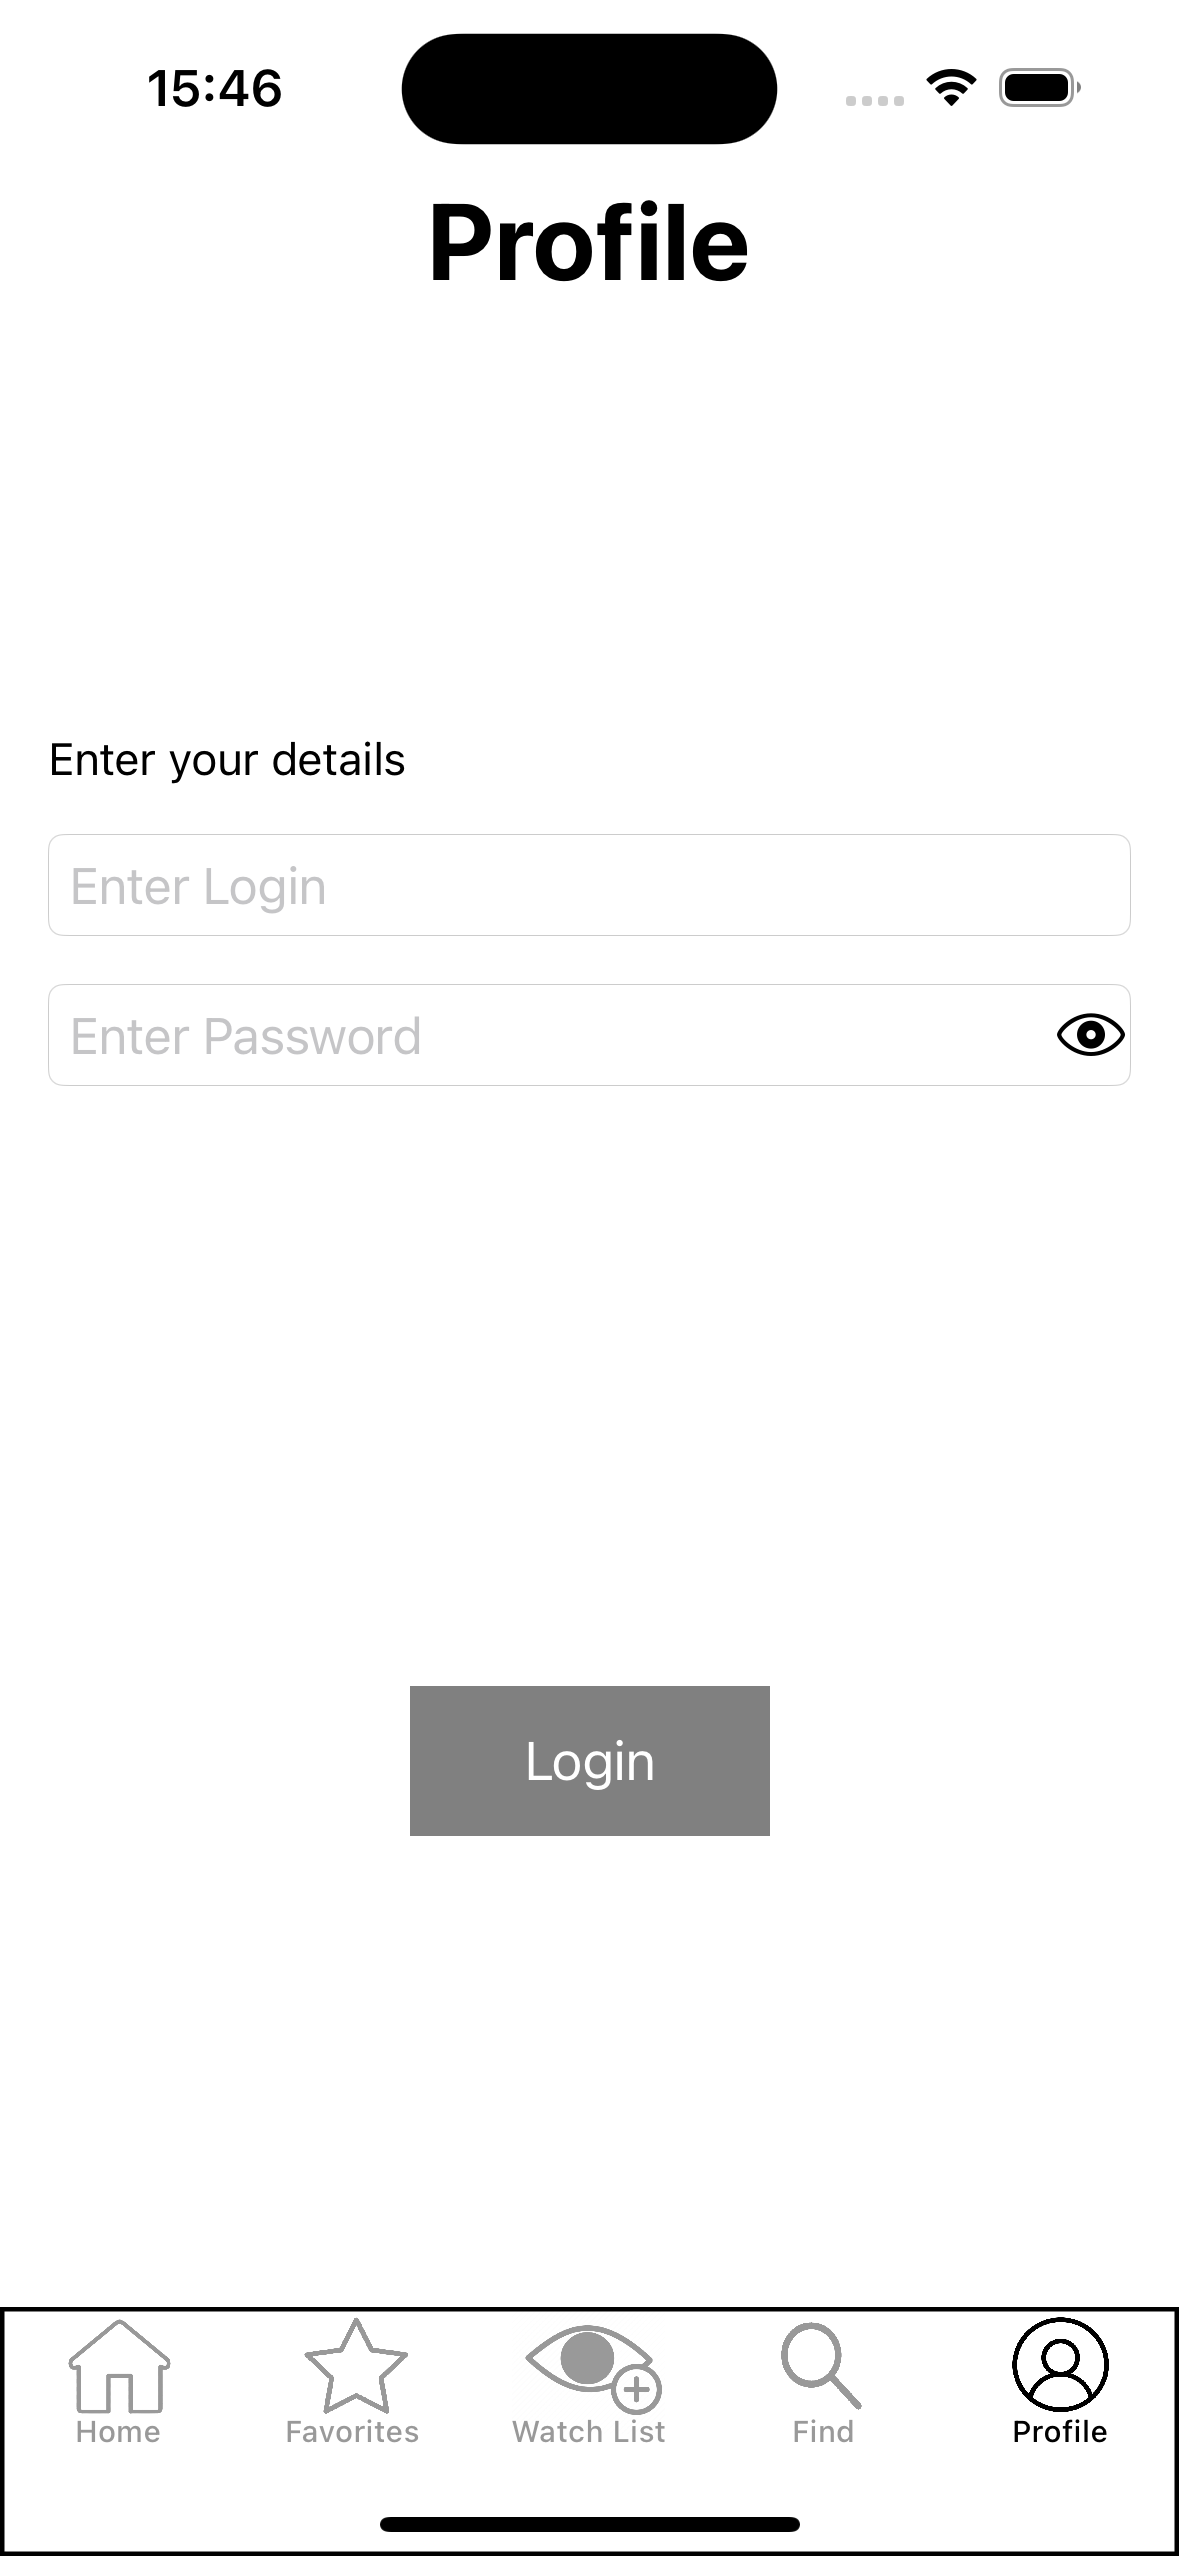 15:46
Profile
Enter your details
Enter Login
Enter Password
Login
Home
Favorites
Watch List
Find
Profile